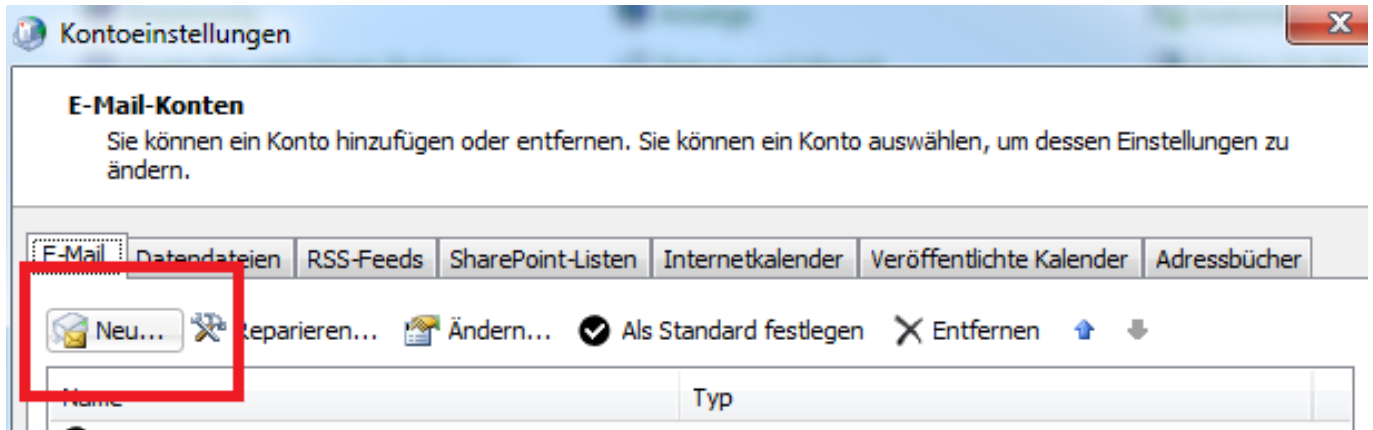 Kontoeinstellungen
E-Mail-Konten
Sie können ein Konto hinzufügen oder entfernen. Sie können ein Konto auswählen, um dessen Einstellungen zu
ändern.
E-Mail Datendateien RSS-Feeds SharePoint-Listen Internetkalender Veröffentlichte Kalender Adressbücher
Neu... Reparieren... Ändern... Als Standard festlegen Entfernen
Name Typ